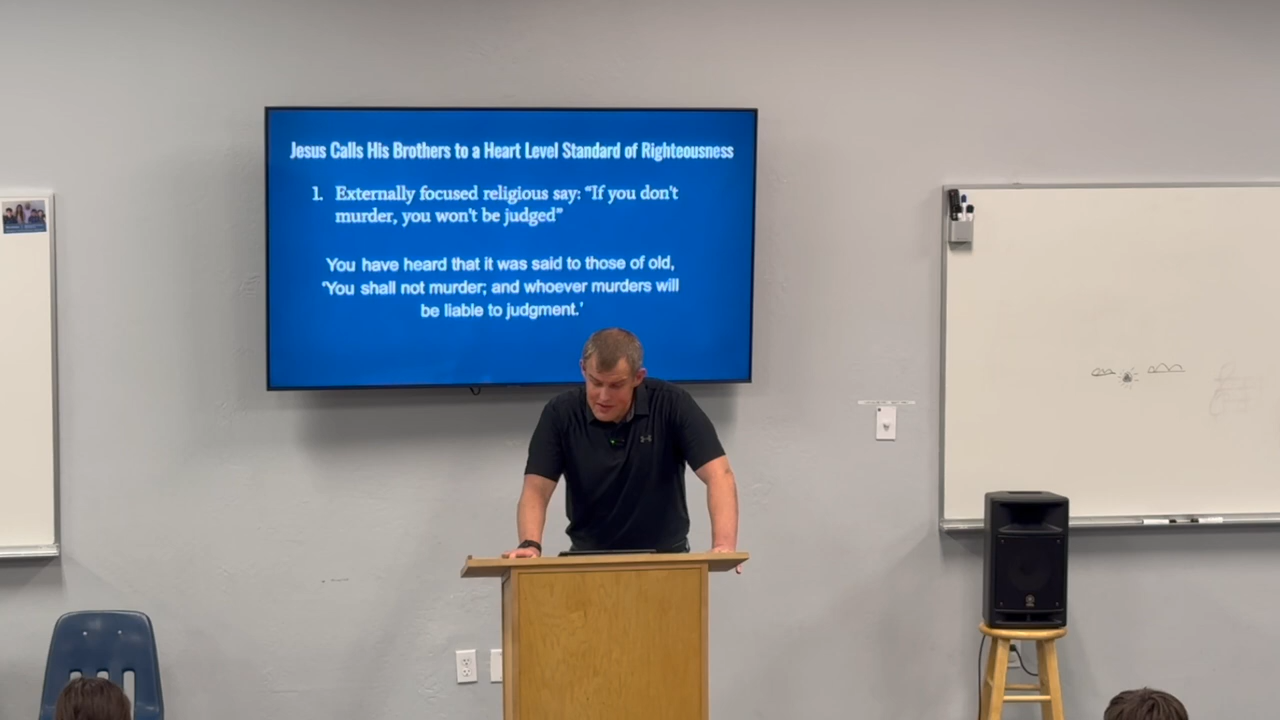 Jesus Calls His Brothers to a Heart Level Standard of Righteousness
1. Externally focused religious say: “If you don't
murder, you won't be judged”
You have heard that it was said to those of old,
‘You shall not murder; and whoever murders will
be liable to judgment.’